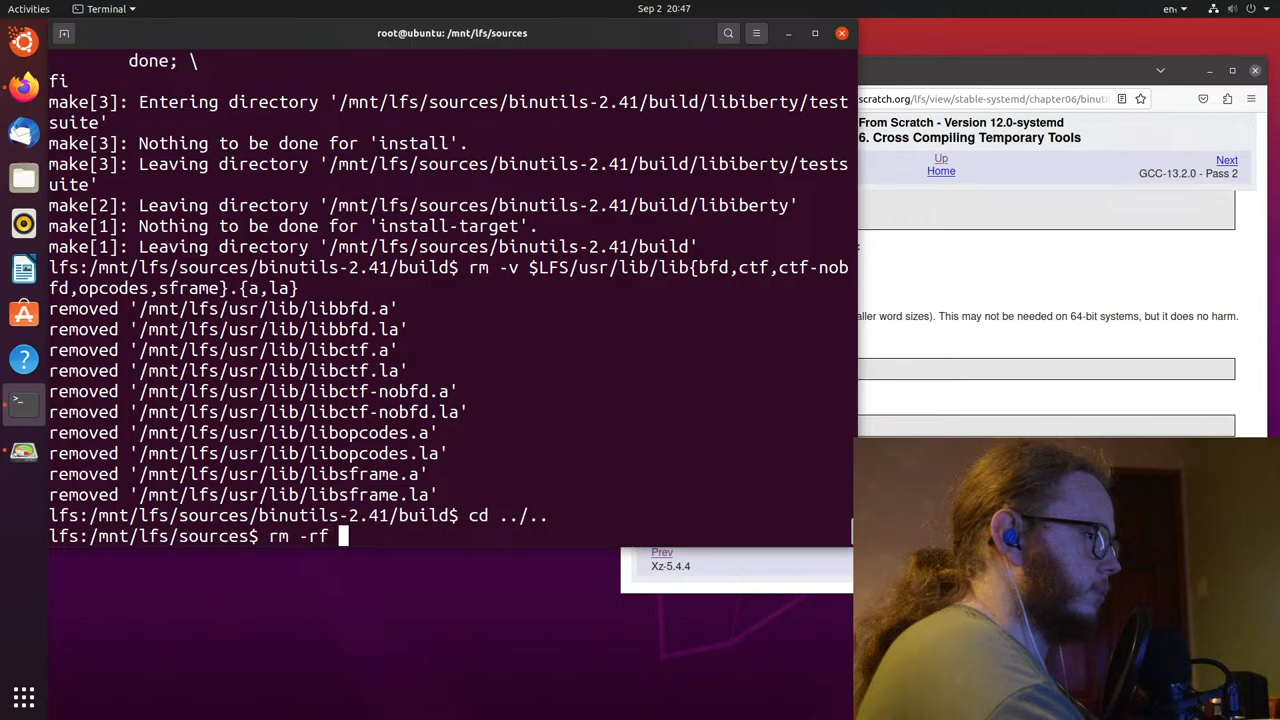 Activities
Terminal
Sep 2 20:47
en
root@ubuntu: /mnt/lfs/sources
done; \
fi
make[3]: Entering directory '/mnt/lfs/sources/binutils-2.41/build/libiberty/test
suite'
make[3]: Nothing to be done for 'install'.
make[3]: Leaving directory '/mnt/lfs/sources/binutils-2.41/build/libiberty/tests
uite'
make[2]: Leaving directory '/mnt/lfs/sources/binutils-2.41/build/libiberty'
make[1]: Nothing to be done for 'install-target'.
make[1]: Leaving directory '/mnt/lfs/sources/binutils-2.41/build'
lfs:/mnt/lfs/sources/binutils-2.41/build$ rm -v $LFS/usr/lib/lib{bfd,ctf,ctf-nob
fd,opcodes,sframe}.{a,la}
removed '/mnt/lfs/usr/lib/libbfd.a'
removed '/mnt/lfs/usr/lib/libbfd.la'
removed '/mnt/lfs/usr/lib/libctf.a'
removed '/mnt/lfs/usr/lib/libctf.la'
removed '/mnt/lfs/usr/lib/libctf-nobfd.a'
removed '/mnt/lfs/usr/lib/libctf-nobfd.la'
removed '/mnt/lfs/usr/lib/libopcodes.a'
removed '/mnt/lfs/usr/lib/libopcodes.la'
removed '/mnt/lfs/usr/lib/libsframe.a'
removed '/mnt/lfs/usr/lib/libsframe.la'
lfs:/mnt/lfs/sources/binutils-2.41/build$ cd ../..
lfs:/mnt/lfs/sources$ rm -rf
scratch.org/lfs/view/stable-systemd/chapter06/binuti
From Scratch - Version 12.0-systemd
6. Cross Compiling Temporary Tools
Up
Home
Next
GCC-13.2.0 - Pass 2
aller word sizes). This may not be needed on 64-bit systems, but it does no harm.
Prev
Xz-5.4.4